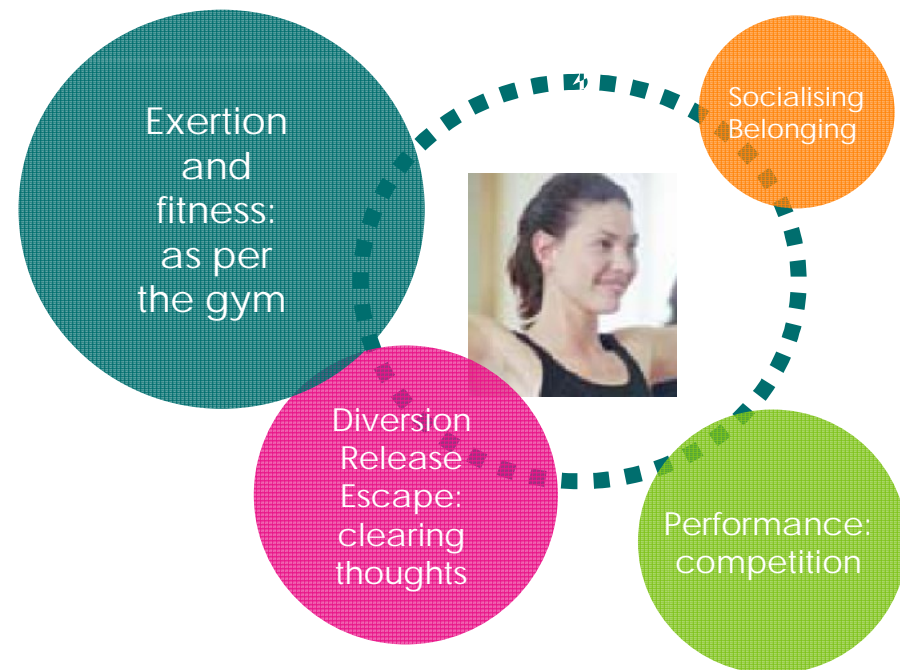 Exertion
and
fitness:
as per
the gym
Socialising
Belonging
Diversion
Release
Escape:
clearing
thoughts
Performance:
competition